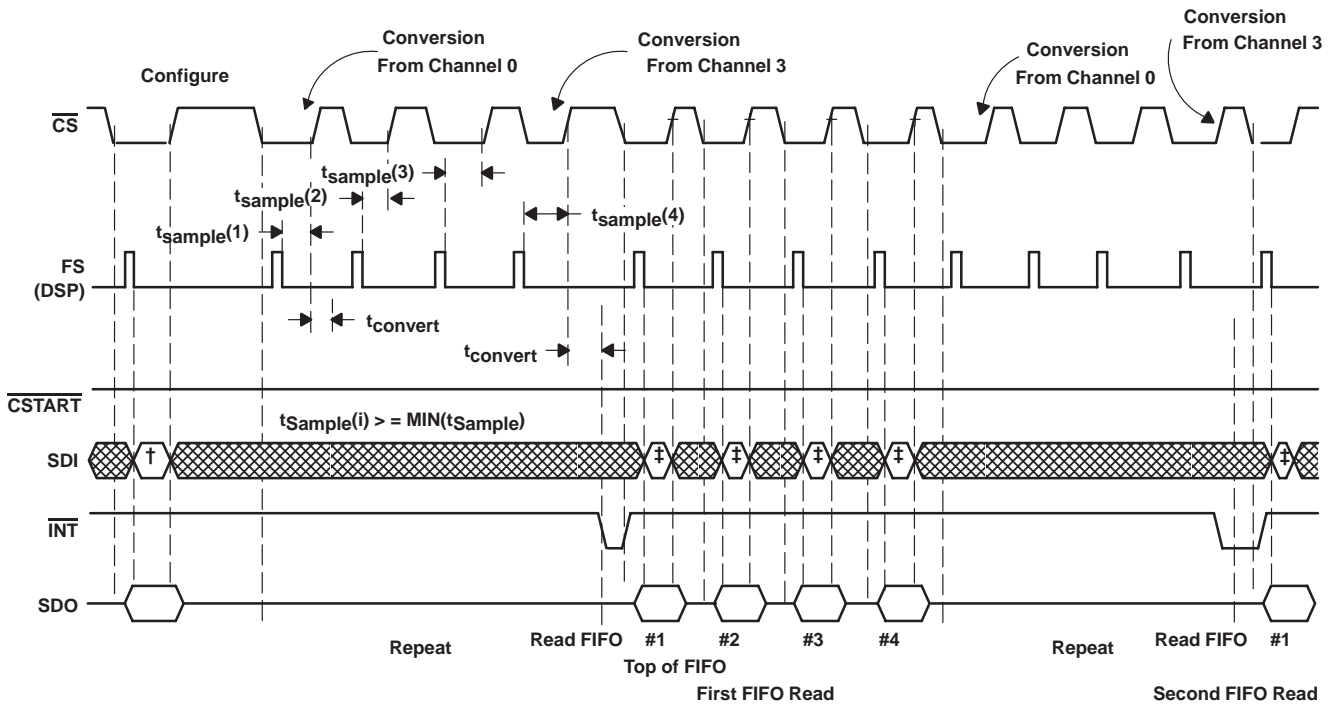 Conversion
From Channel 0
Conversion
From Channel 3
Conversion
From Channel 3
Conversion
From Channel 0
Configure
CS
tsample(3)
tsample(2)
tsample(4)
tsample(1)
FS
(DSP)
tconvert
tconvert
CSTART
tSample(i) > = MIN(tSample)
SDI
†
‡
‡
‡
‡
‡
INT
SDO
Repeat
Read FIFO
#1
#2
#3
#4
Repeat
Read FIFO
#1
Top of FIFO
First FIFO Read
Second FIFO Read